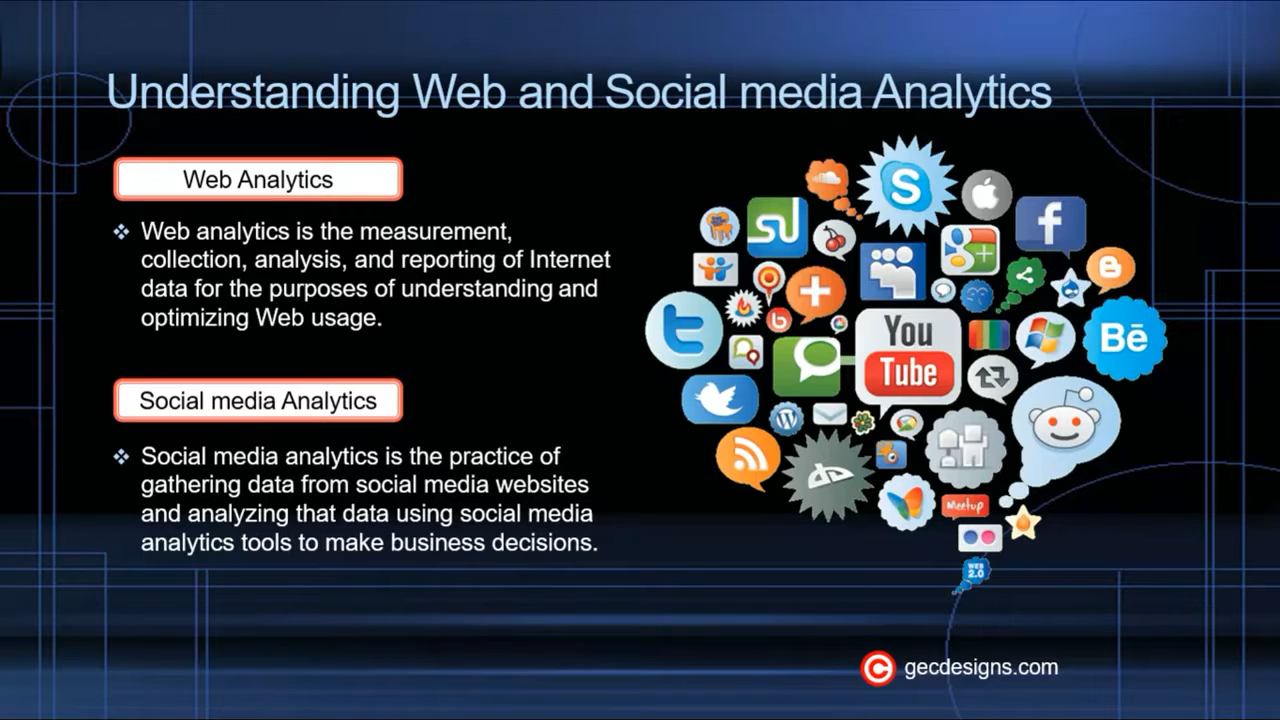 Understanding Web and Social media Analytics
Web Analytics
❖ Web analytics is the measurement,
collection, analysis, and reporting of Internet
data for the purposes of understanding and
optimizing Web usage.
Social media Analytics
❖ Social media analytics is the practice of
gathering data from social media websites
and analyzing that data using social media
analytics tools to make business decisions.
S
f
g +
B
t
b
You
Tube
Bē
W
Meetup
WEB
2.0
© gecdesigns.com